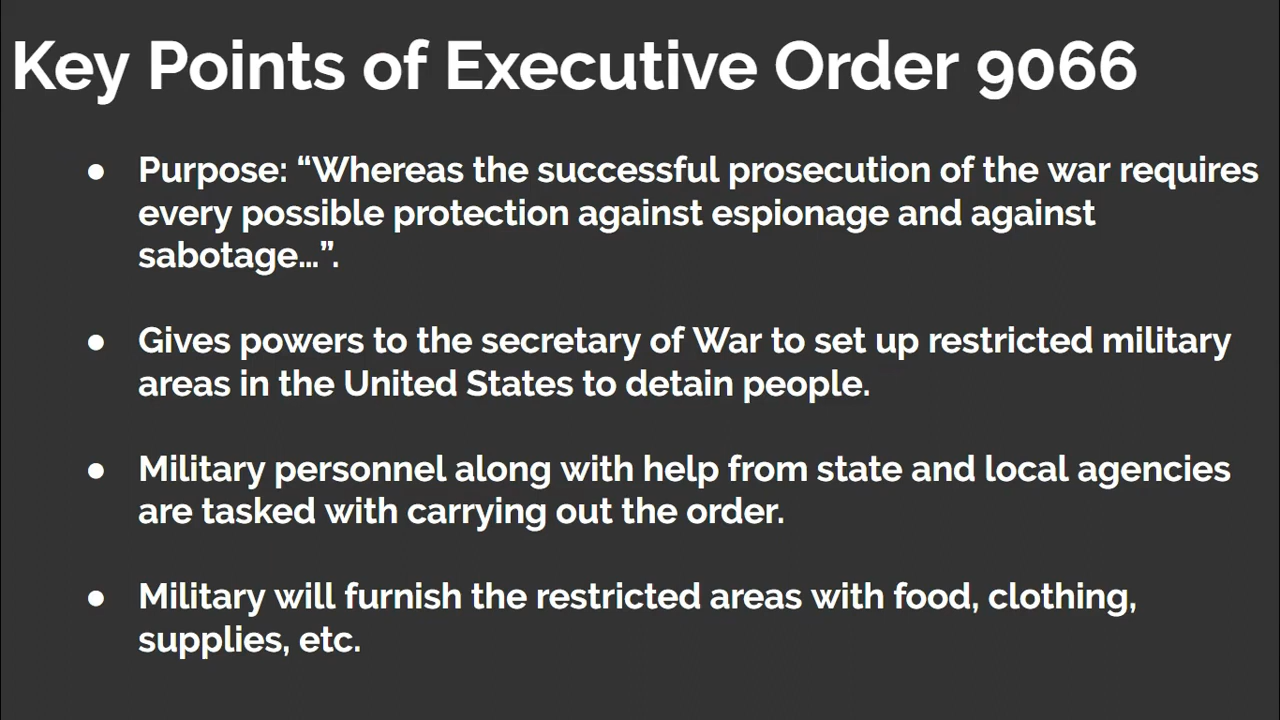 Key Points of Executive Order 9066
● Purpose: “Whereas the successful prosecution of the war requires
every possible protection against espionage and against
sabotage…”.
● Gives powers to the secretary of War to set up restricted military
areas in the United States to detain people.
● Military personnel along with help from state and local agencies
are tasked with carrying out the order.
● Military will furnish the restricted areas with food, clothing,
supplies, etc.